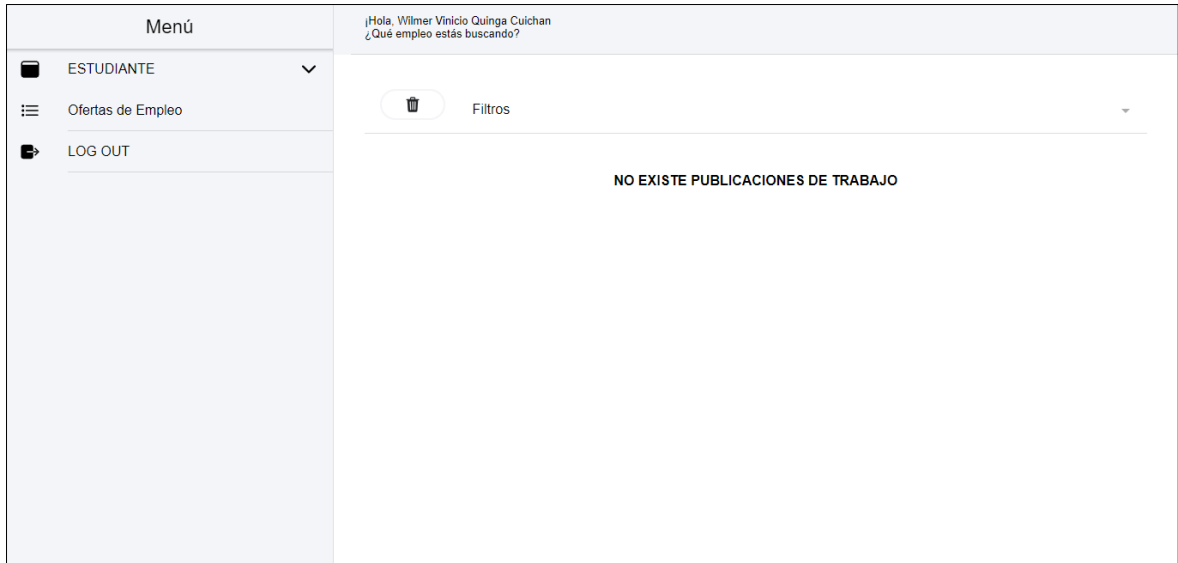 Menú
ESTUDIANTE
Ofertas de Empleo
LOG OUT
¡Hola, Wilmer Vinicio Quinga Cuichan
¿Qué empleo estás buscando?
Filtros
NO EXISTE PUBLICACIONES DE TRABAJO